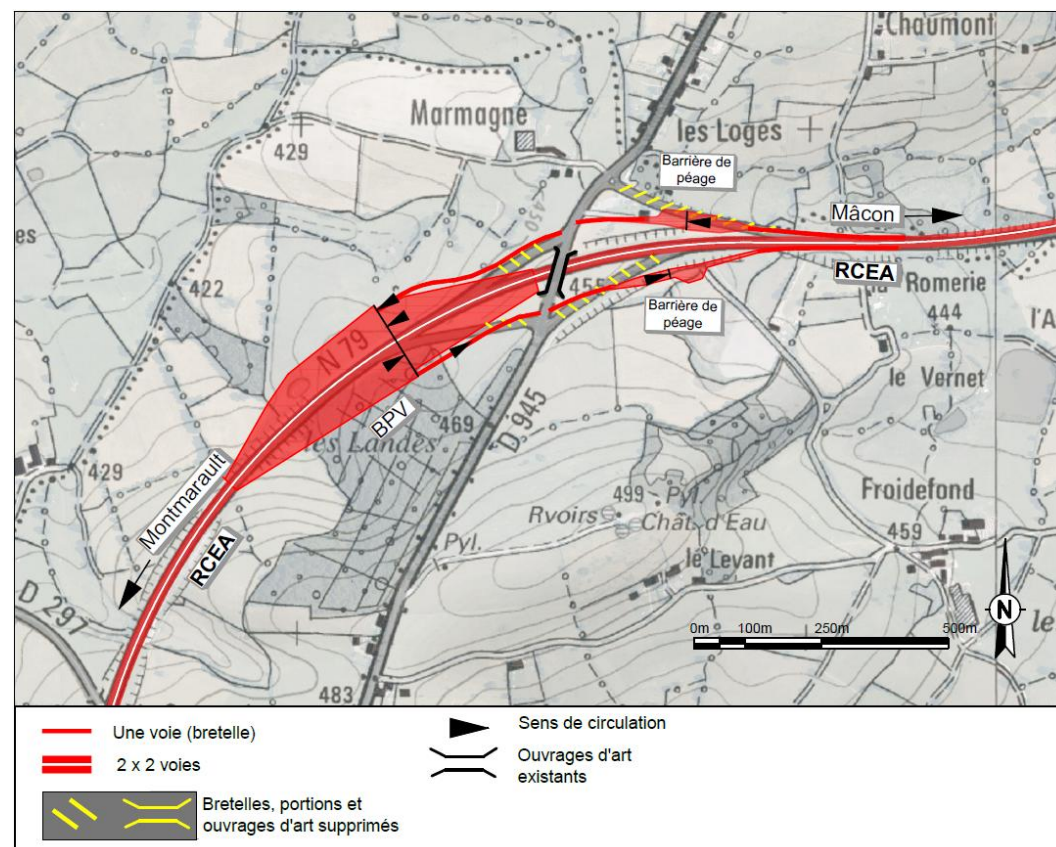 Chaumont
Marmagne
les Loges
429
Barrière de
péage
Mâcon
es
450
RCEA
Romerie
422
455
444
l'A
Barrière de
péage
N 79
le Vernet
BPV
469
D 945
les Landes
429
Montmarault
499
Pyl.
Froidefond
Rvoirs
Chât. d'Eau
459
RCEA
Pyl.
le Levant
N
D 297
0m
100m
250m
500m
le
483
Une voie (bretelle)
Sens de circulation
2 x 2 voies
Ouvrages d'art
existants
Bretelles, portions et
ouvrages d'art supprimés